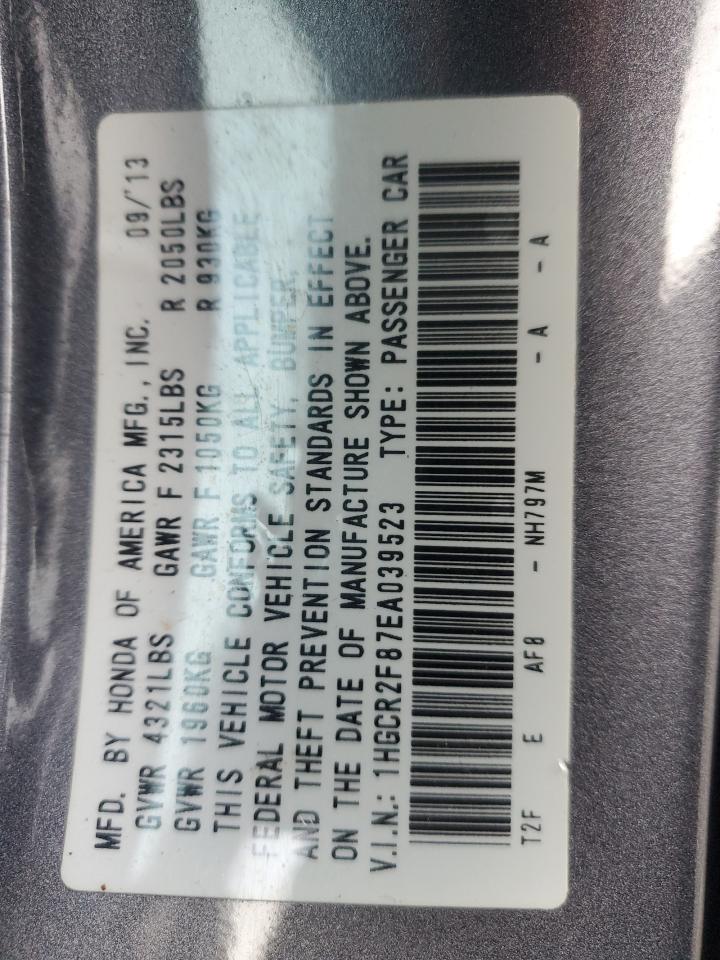 MFD. BY HONDA OF AMERICA MFG., INC. 09/'13
GVWR 4321LBS GAWR F 2315LBS R 2050LBS
GVWR 1960KG GAWR F 1050KG R 930KG
THIS VEHICLE CONFORMS TO ALL APPLICABLE
FEDERAL MOTOR VEHICLE SAFETY, BUMPER,
AND THEFT PREVENTION STANDARDS IN EFFECT
ON THE DATE OF MANUFACTURE SHOWN ABOVE.
V.I.N.: 1HGCR2F87EA039523 TYPE: PASSENGER CAR
T2F E AF8 - NH797M - A - A